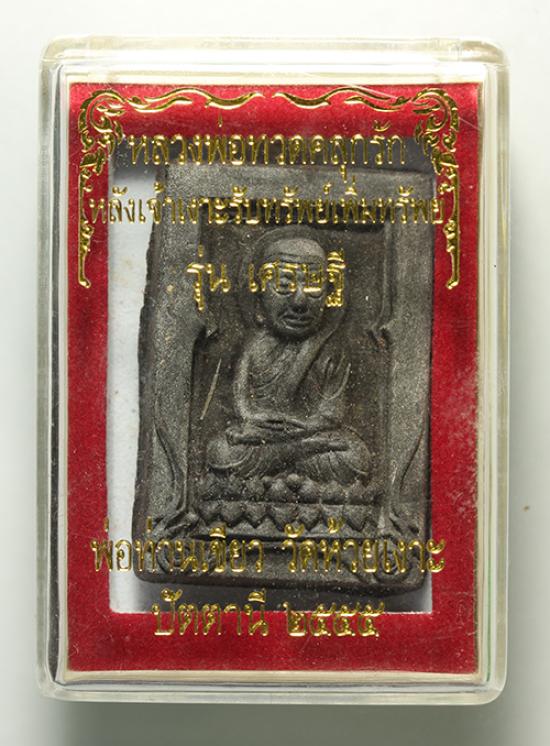 หลวงพ่อทวดคลุกรัก
หลังเจ้าเงาะรับทรัพย์เพิ่มทรัพย์
รุ่น เศรษฐี
พ่อท่านเขียว วัดห้วยเงาะ
ปัตตานี ๒๕๕๕